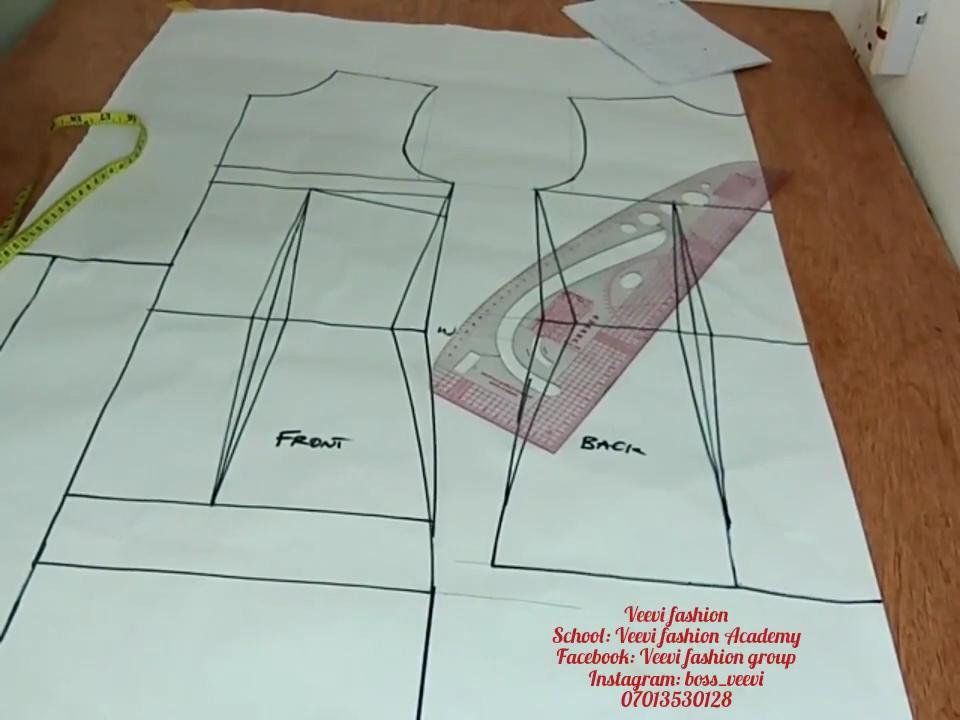 W
FRONT
BACK
Veevi fashion
School: Veevi fashion Academy
Facebook: Veevi fashion group
Instagram: boss_veevi
07013530128